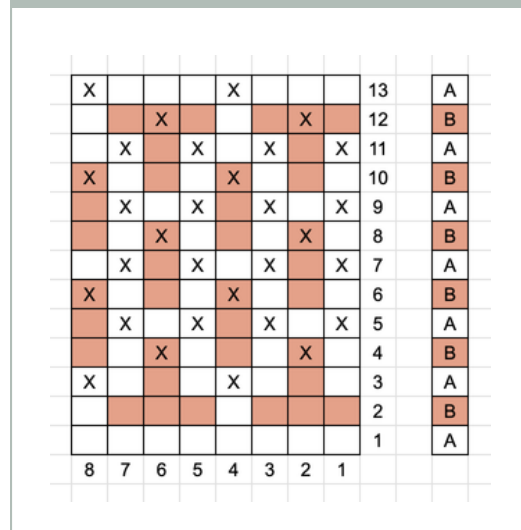 X X 13 A
X X 12 B
X X X X 11 A
X X 10 B
X X X X 9 A
X X 8 B
X X X X 7 A
X X 6 B
X X X X 5 A
X X 4 B
X X 3 A
2 B
1 A
8 7 6 5 4 3 2 1